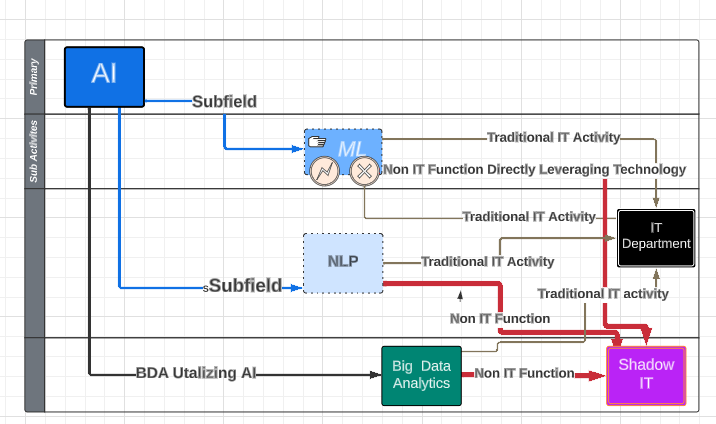 Primary
AI
Subfield
Sub Activites
ML
Traditional IT Activity
Non IT Function Directly Leveraging Technology
Traditional IT Activity
IT
Department
NLP
Traditional IT Activity
sSubfield
Traditional IT activity
Non IT Function
Big Data
Analytics
BDA Utalizing AI
Non IT Function
Shadow
IT